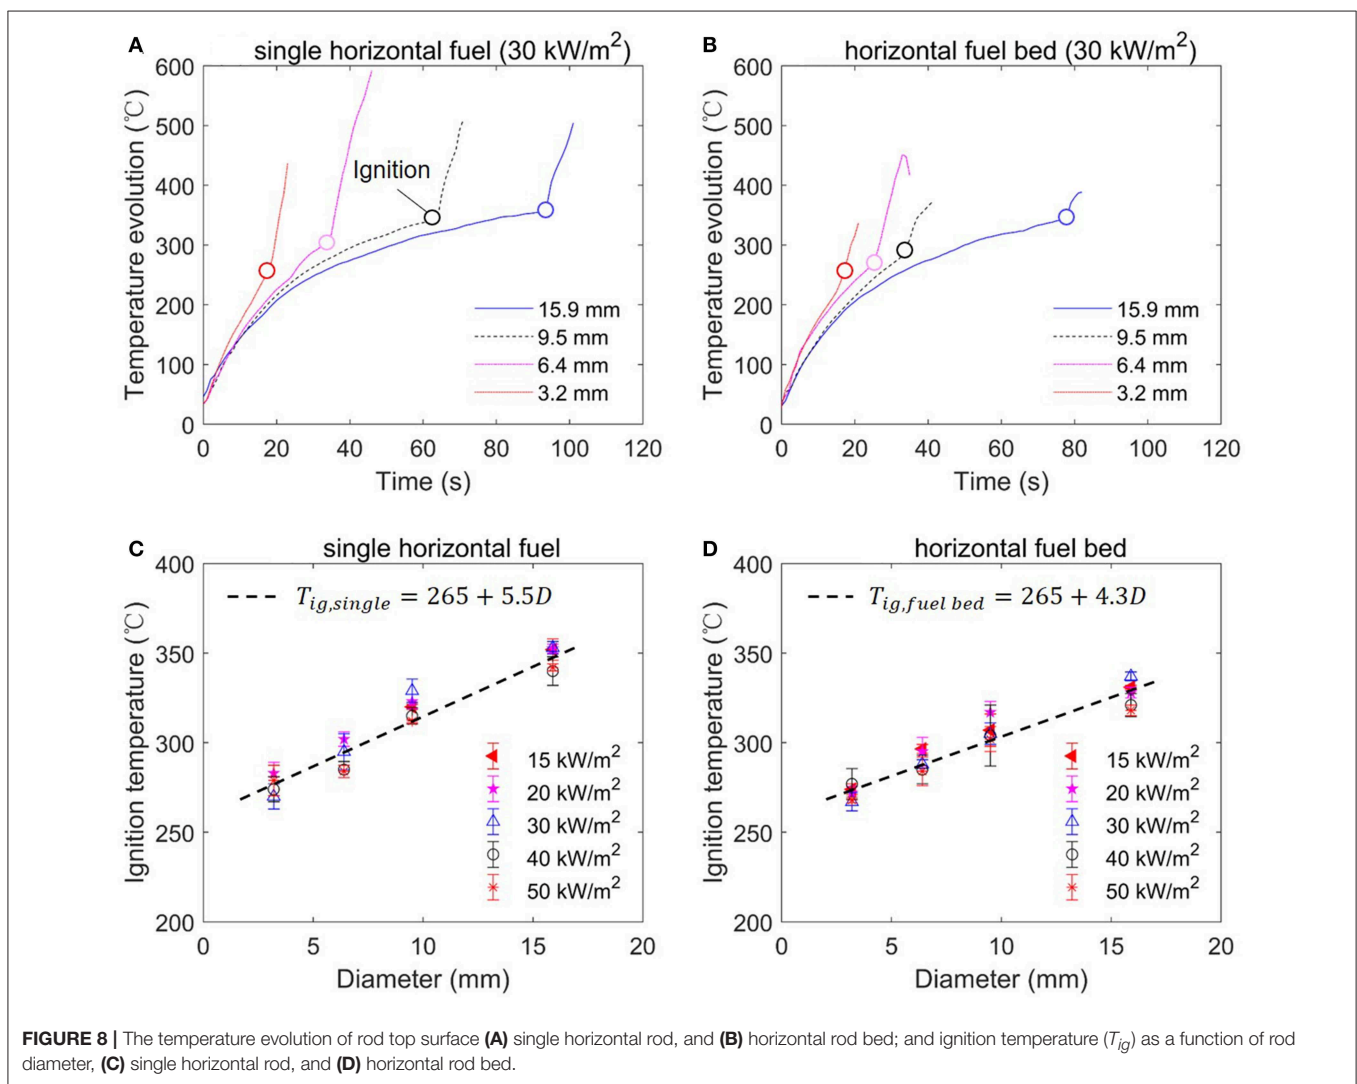 A
single horizontal fuel (30 kW/m²)
Temperature evolution (℃)
600
500
400
300
200
100
0
Ignition
15.9 mm
9.5 mm
6.4 mm
3.2 mm
0 20 40 60 80 100 120
Time (s)
B
horizontal fuel bed (30 kW/m²)
Temperature evolution (℃)
600
500
400
300
200
100
0
15.9 mm
9.5 mm
6.4 mm
3.2 mm
0 20 40 60 80 100 120
Time (s)
C
single horizontal fuel
Ignition temperature (℃)
400
350
300
250
200
T_{ig,single} = 265 + 5.5D
15 kW/m²
20 kW/m²
30 kW/m²
40 kW/m²
50 kW/m²
0 5 10 15 20
Diameter (mm)
D
horizontal fuel bed
Ignition temperature (℃)
400
350
300
250
200
T_{ig,fuel bed} = 265 + 4.3D
15 kW/m²
20 kW/m²
30 kW/m²
40 kW/m²
50 kW/m²
0 5 10 15 20
Diameter (mm)
FIGURE 8 | The temperature evolution of rod top surface (A) single horizontal rod, and (B) horizontal rod bed; and ignition temperature (T_{ig}) as a function of rod
diameter, (C) single horizontal rod, and (D) horizontal rod bed.